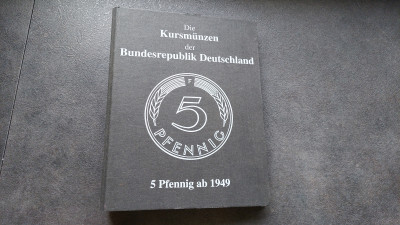 Die
Kursmünzen
der
Bundesrepublik Deutschland
F
5
PFENNIG
5 Pfennig ab 1949